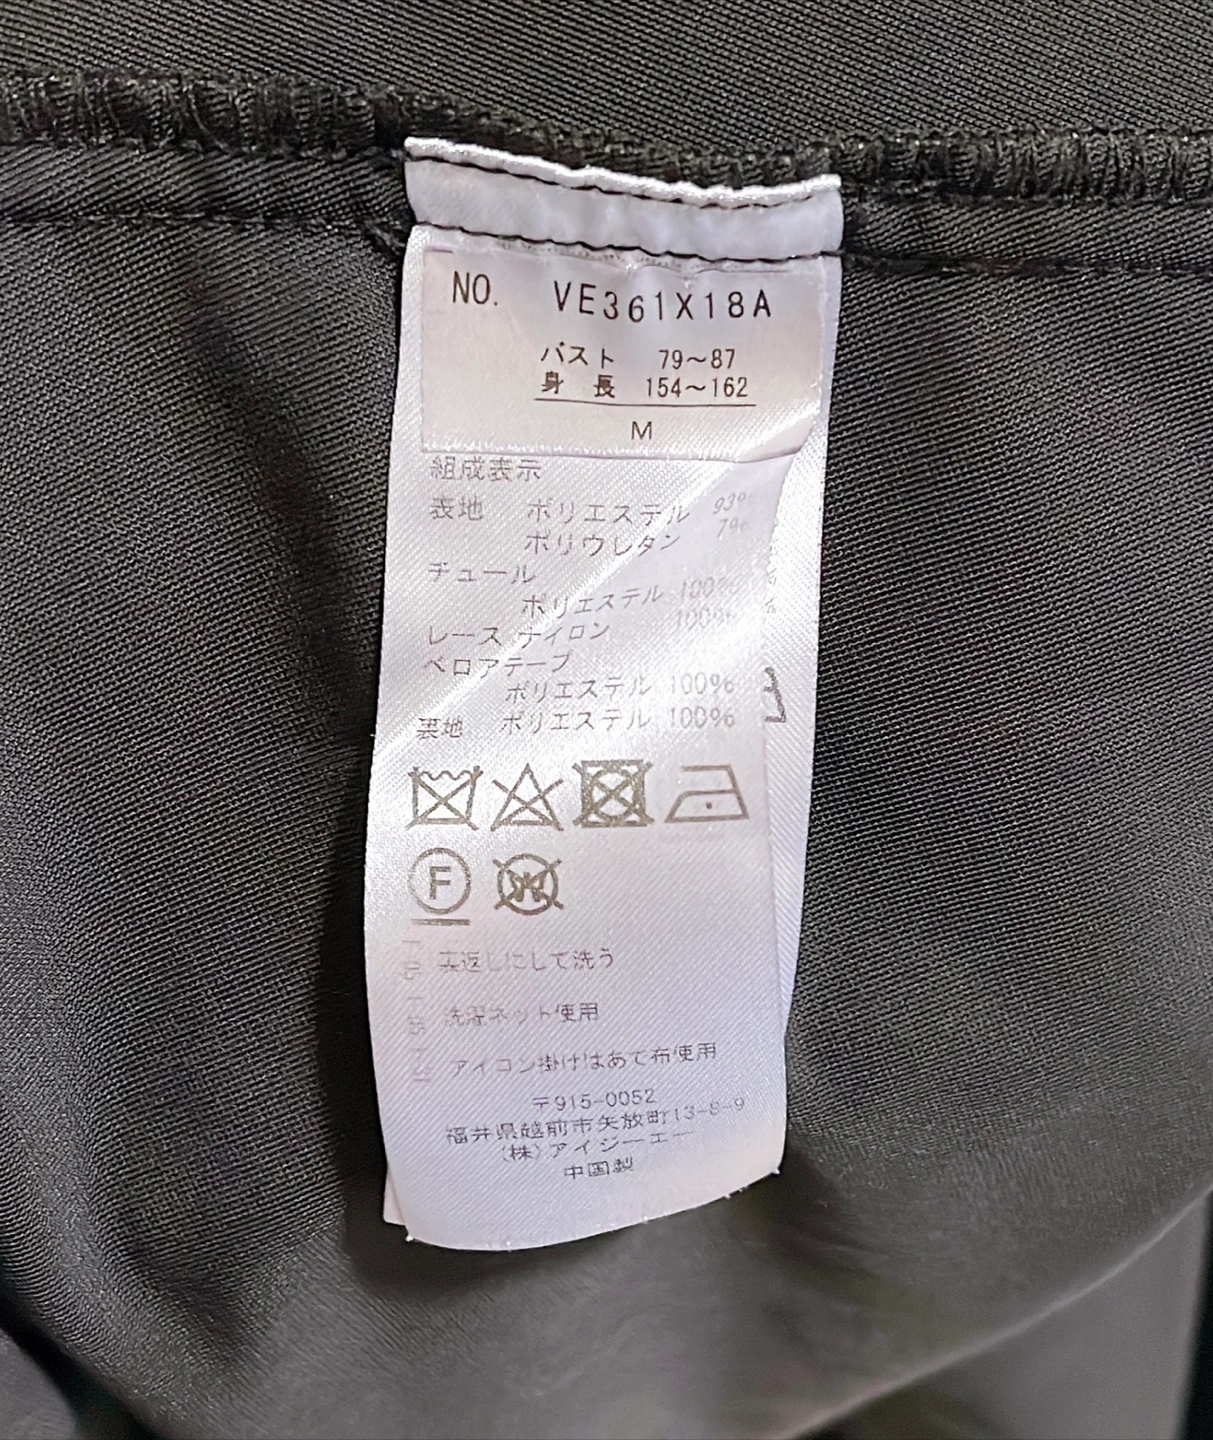 NO. VE361X18A
バスト 79~87
身長 154~162
M
組成表示
表地 ポリエステル 93%
ポリウレタン 7%
チュール
ポリエステル 100%
レース ナイロン 100%
ベロアテープ
ポリエステル 100%
裏地 ポリエステル 100%
F
W
裏返しにして洗う
洗濯ネット使用
アイロン掛けはあて布使用
〒915-0052
福井県越前市矢放町13-8-9
(株)アイジーエー
中国製